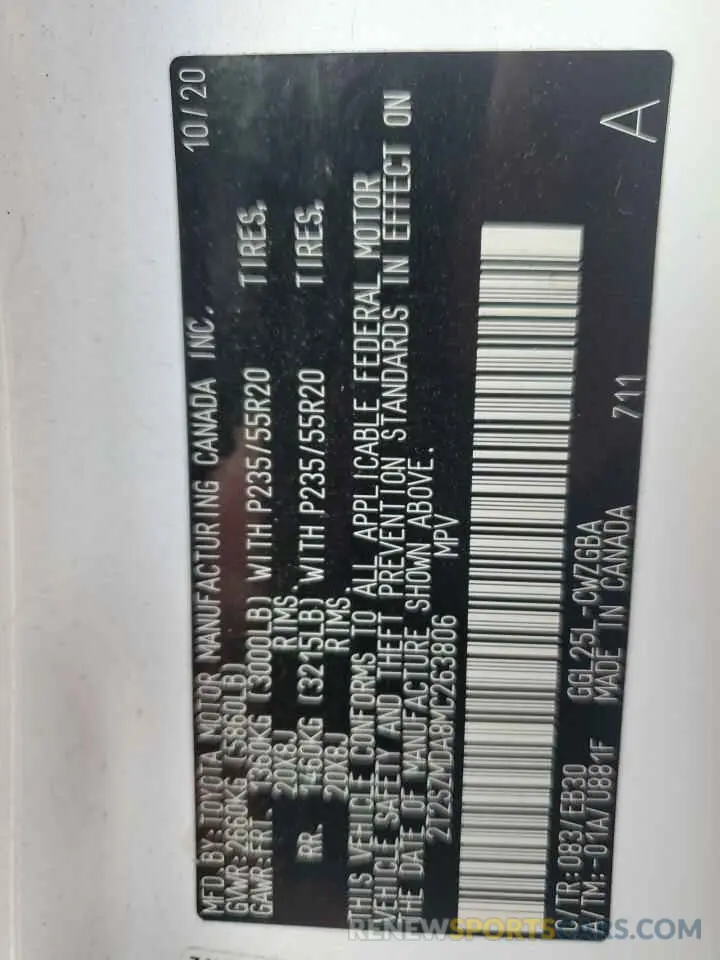 MFD. BY: TOYOTA MOTOR MANUFACTURING CANADA INC. 10/20
GVWR: 2660KG (5860LB)
GAWR: FRT 1360KG (3000LB) WITH P235/55R20 TIRES,
20X8J RIMS.
RR. 1460KG (3215LB) WITH P235/55R20 TIRES,
20X8J RIMS.
THIS VEHICLE CONFORMS TO ALL APPLICABLE FEDERAL MOTOR
VEHICLE SAFETY AND THEFT PREVENTION STANDARDS IN EFFECT ON
THE DATE OF MANUFACTURE SHOWN ABOVE.
2T2SZMDA8MC263806 MPV
C/TR: 083/EB30 GGL25L-CWZGBA
A/TM: -01A/U881F MADE IN CANADA 711 A
RENEWSPORTSCARS.COM